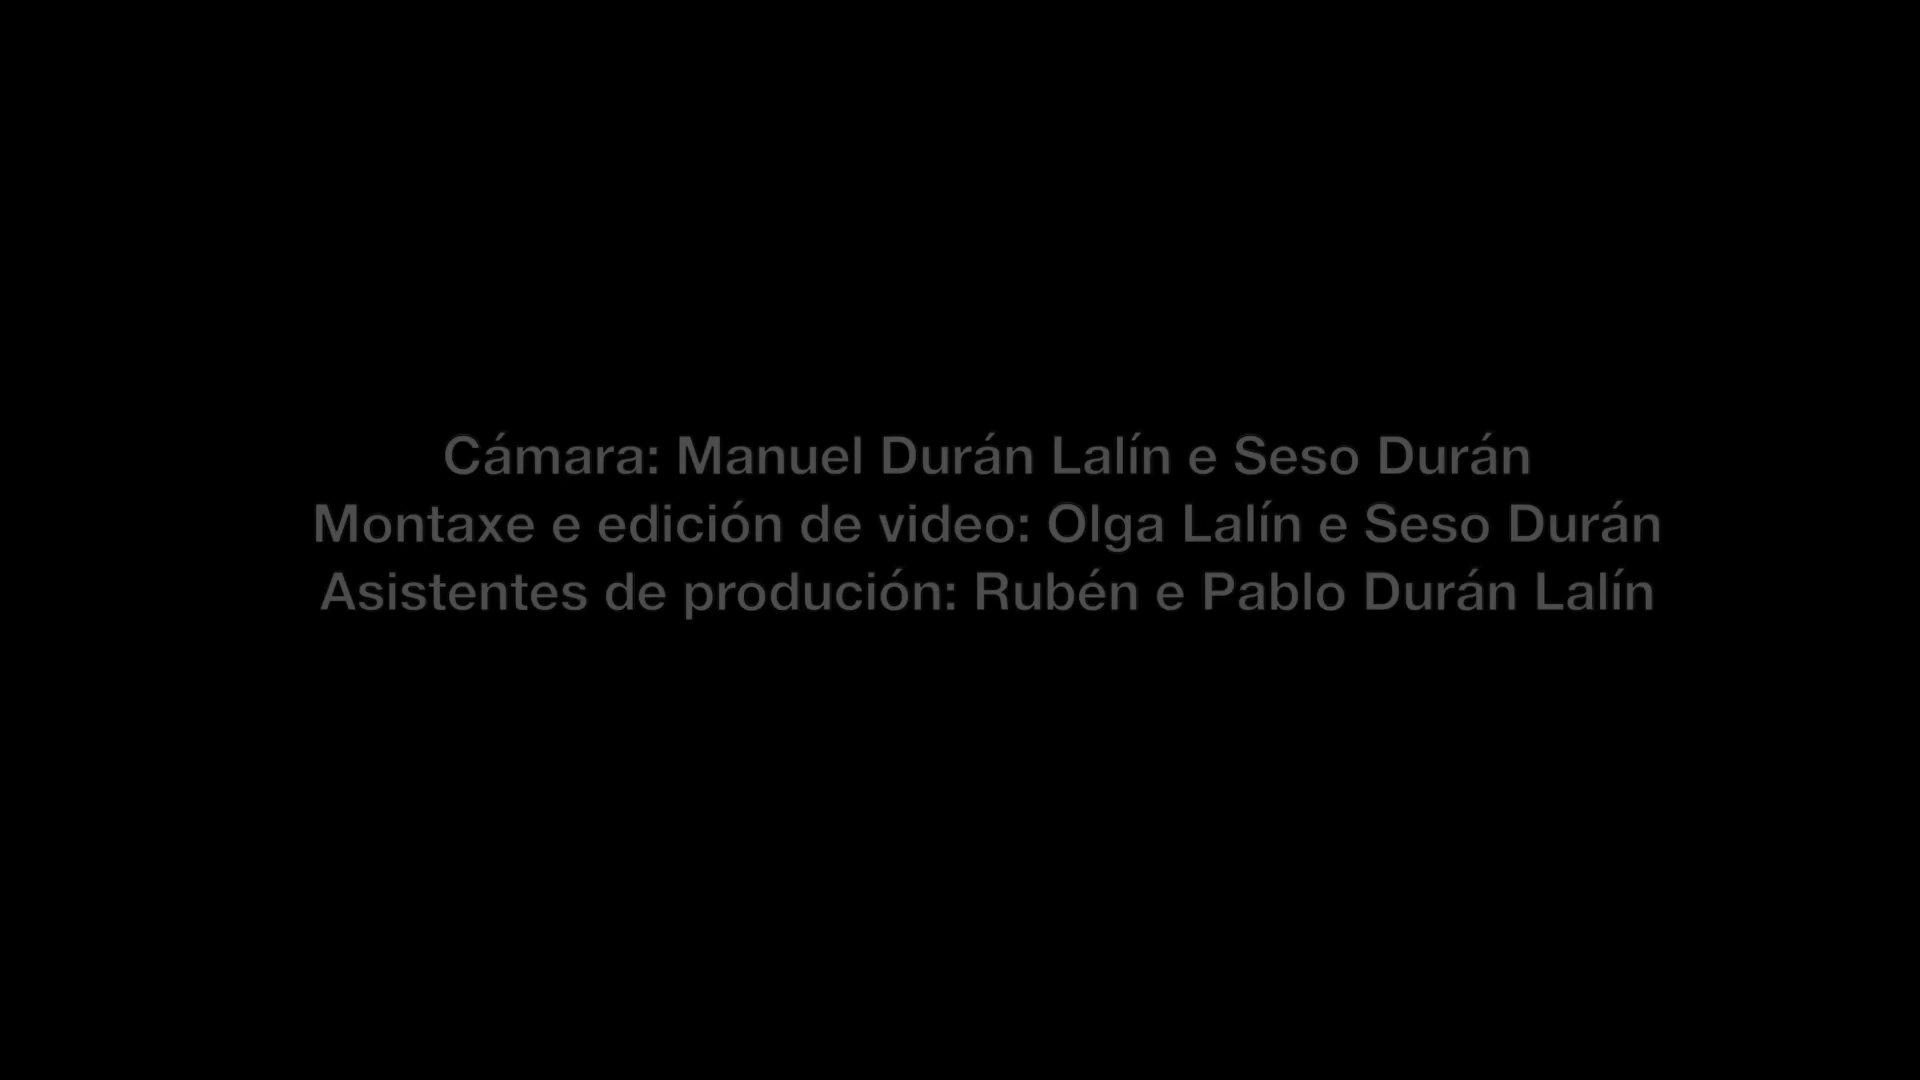 Cámara: Manuel Durán Lalín e Seso Durán
Montaxe e edición de video: Olga Lalín e Seso Durán
Asistentes de produción: Rubén e Pablo Durán Lalín